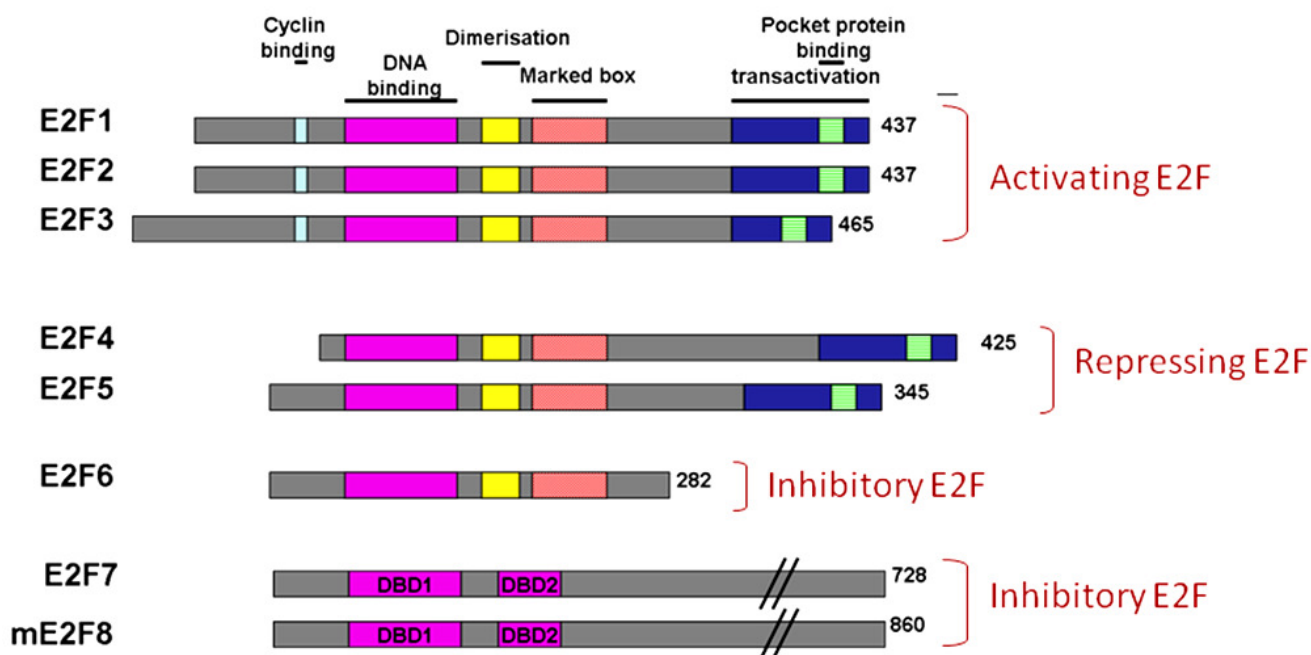 Cyclin
binding
DNA
binding
Dimerisation
Marked box
Pocket protein
binding
transactivation
E2F1
437
E2F2
437
E2F3
465
Activating E2F
E2F4
425
E2F5
345
Repressing E2F
E2F6
282
Inhibitory E2F
E2F7
DBD1
DBD2
728
mE2F8
DBD1
DBD2
860
Inhibitory E2F